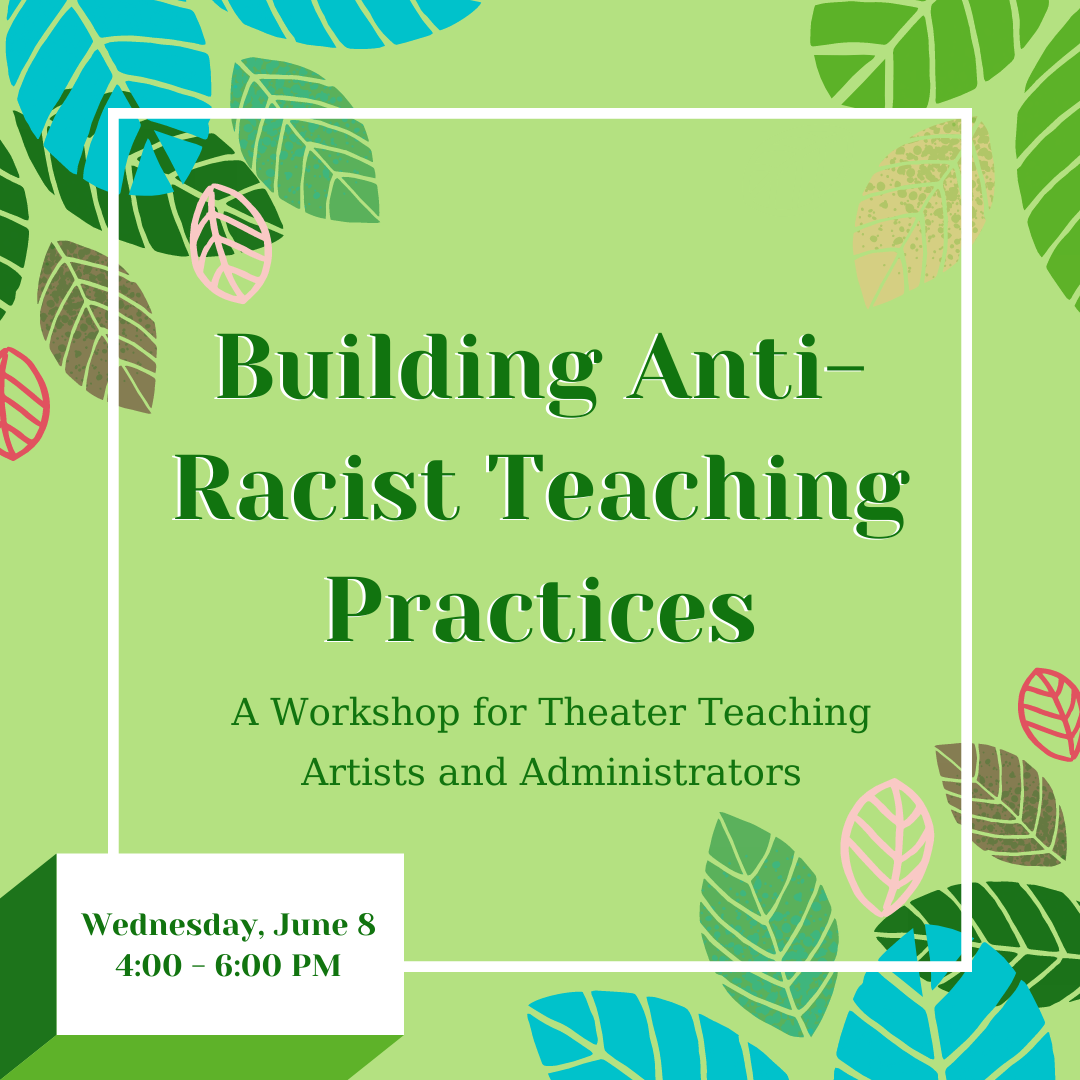 Building Anti-
Racist Teaching
Practices
A Workshop for Theater Teaching
Artists and Administrators
Wednesday, June 8
4:00 - 6:00 PM